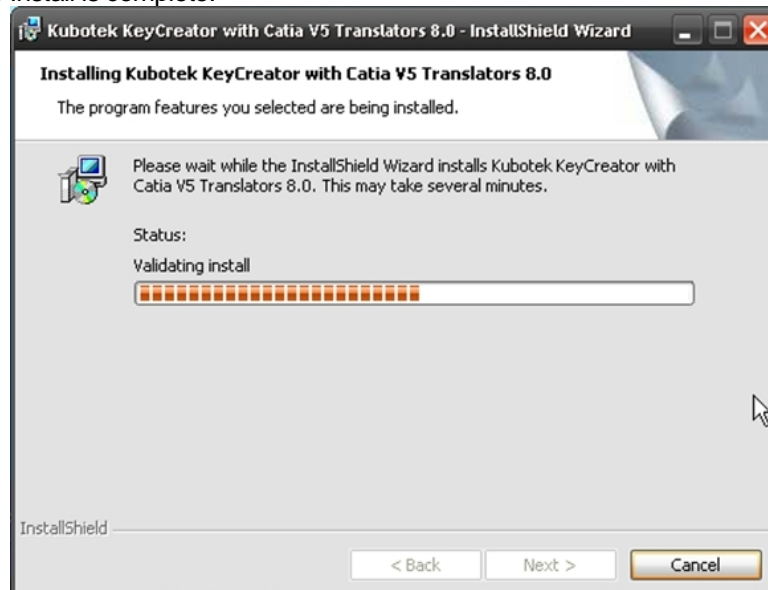 Kubotek KeyCreator with Catia V5 Translators 8.0 - InstallShield Wizard
Installing Kubotek KeyCreator with Catia V5 Translators 8.0
The program features you selected are being installed.
Please wait while the InstallShield Wizard installs Kubotek KeyCreator with
Catia V5 Translators 8.0. This may take several minutes.
Status:
Validating install
InstallShield
< Back Next > Cancel